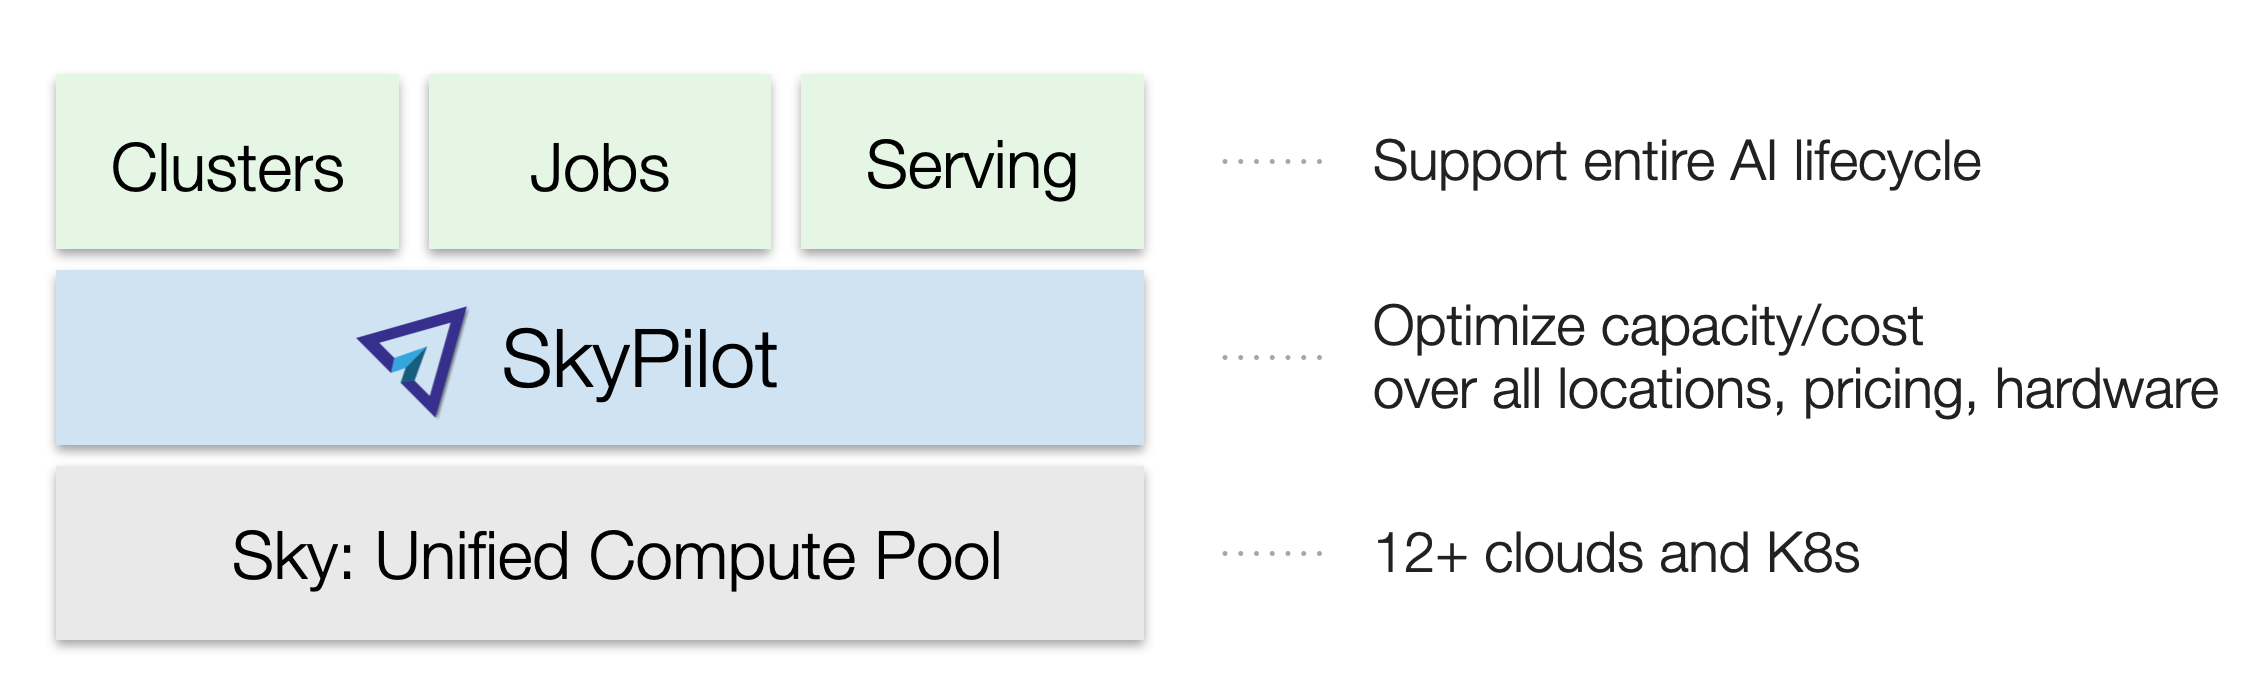 Clusters
Jobs
Serving
Support entire AI lifecycle
SkyPilot
Optimize capacity/cost
over all locations, pricing, hardware
Sky: Unified Compute Pool
12+ clouds and K8s